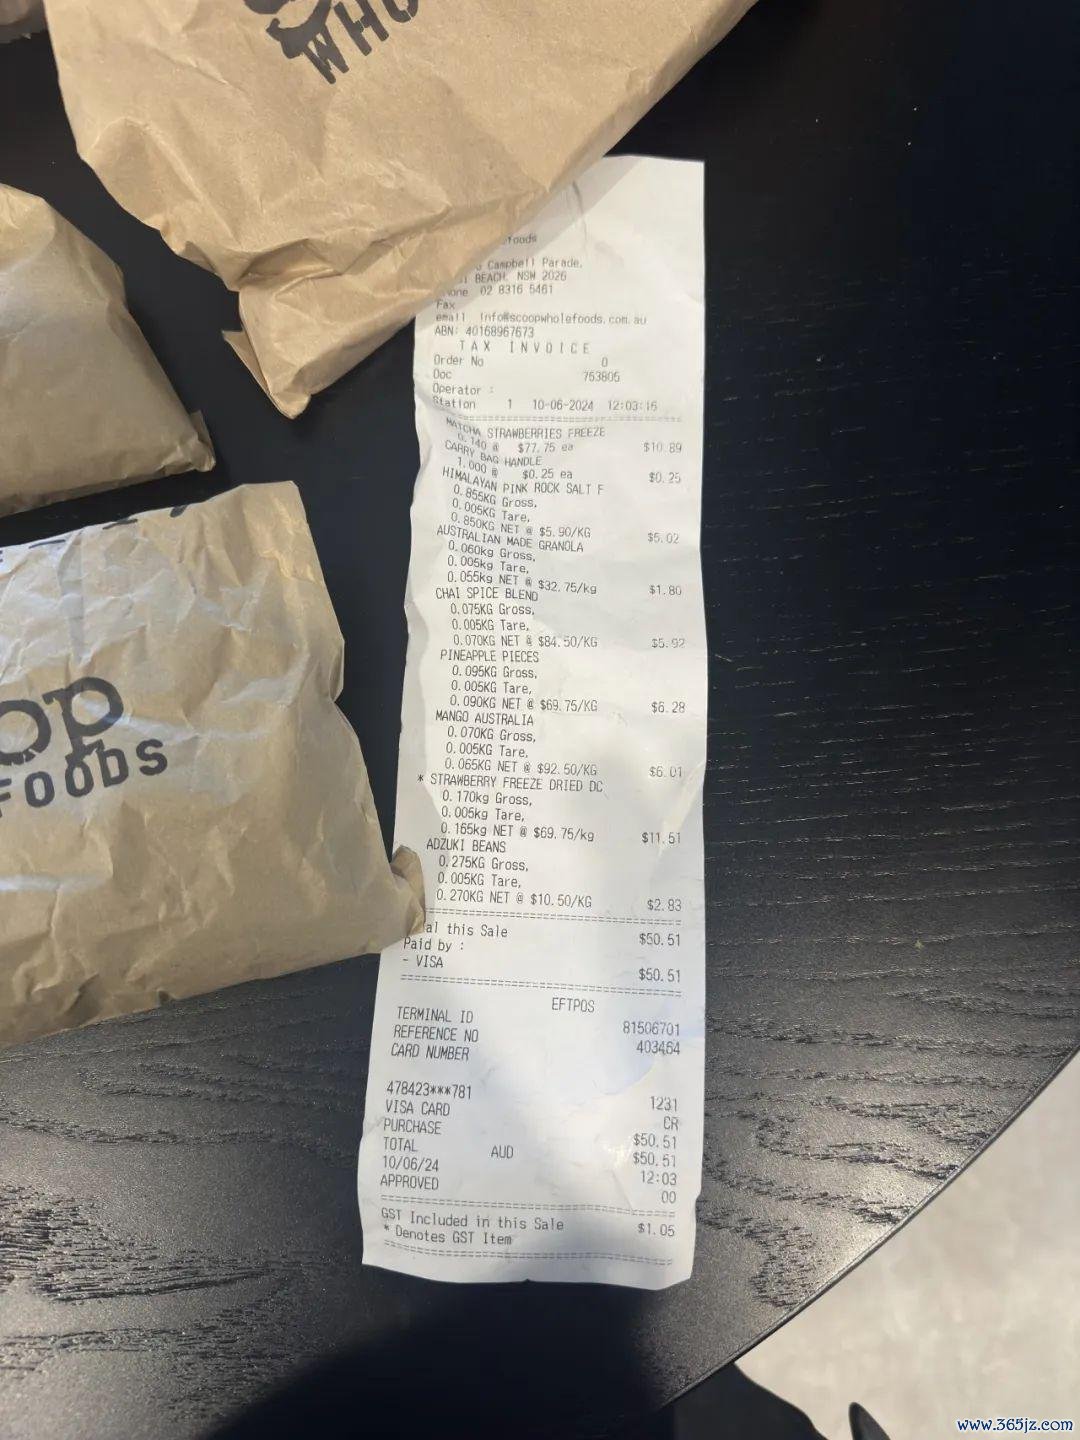 WHO
op
FOODS
efoods
Campbell Parade,
BEACH, NSW 2026
one 02 8316 5461
Fax
email info@scoopwholefoods.com.au
ABN: 40168967673
TAX INVOICE
Order No 0
Doc 753805
Operator :
Station 1 10-06-2024 12:03:16
MATCHA STRAWBERRIES FREEZE
0.140 @ $77.75 ea $10.89
CARRY BAG HANDLE
1.000 @ $0.25 ea $0.25
HIMALAYAN PINK ROCK SALT F
0.855KG Gross,
0.005KG Tare,
0.850KG NET @ $5.90/KG $5.02
AUSTRALIAN MADE GRANOLA
0.060kg Gross,
0.005kg Tare,
0.055kg NET @ $32.75/kg $1.80
CHAI SPICE BLEND
0.075KG Gross,
0.005KG Tare,
0.070KG NET @ $84.50/KG $5.92
PINEAPPLE PIECES
0.095KG Gross,
0.005KG Tare,
0.090KG NET @ $69.75/KG $6.28
MANGO AUSTRALIA
0.070KG Gross,
0.005KG Tare,
0.065KG NET @ $92.50/KG $6.01
* STRAWBERRY FREEZE DRIED DC
0.170kg Gross,
0.005kg Tare,
0.165kg NET @ $69.75/kg $11.51
ADZUKI BEANS
0.275KG Gross,
0.005KG Tare,
0.270KG NET @ $10.50/KG $2.83
al this Sale $50.51
Paid by :
- VISA $50.51
EFTPOS
TERMINAL ID 81506701
REFERENCE NO 403464
CARD NUMBER
478423***781 1231
VISA CARD CR
PURCHASE $50.51
TOTAL AUD $50.51
10/06/24 12:03
APPROVED 00
GST Included in this Sale $1.05
* Denotes GST Item
www.365jz.com